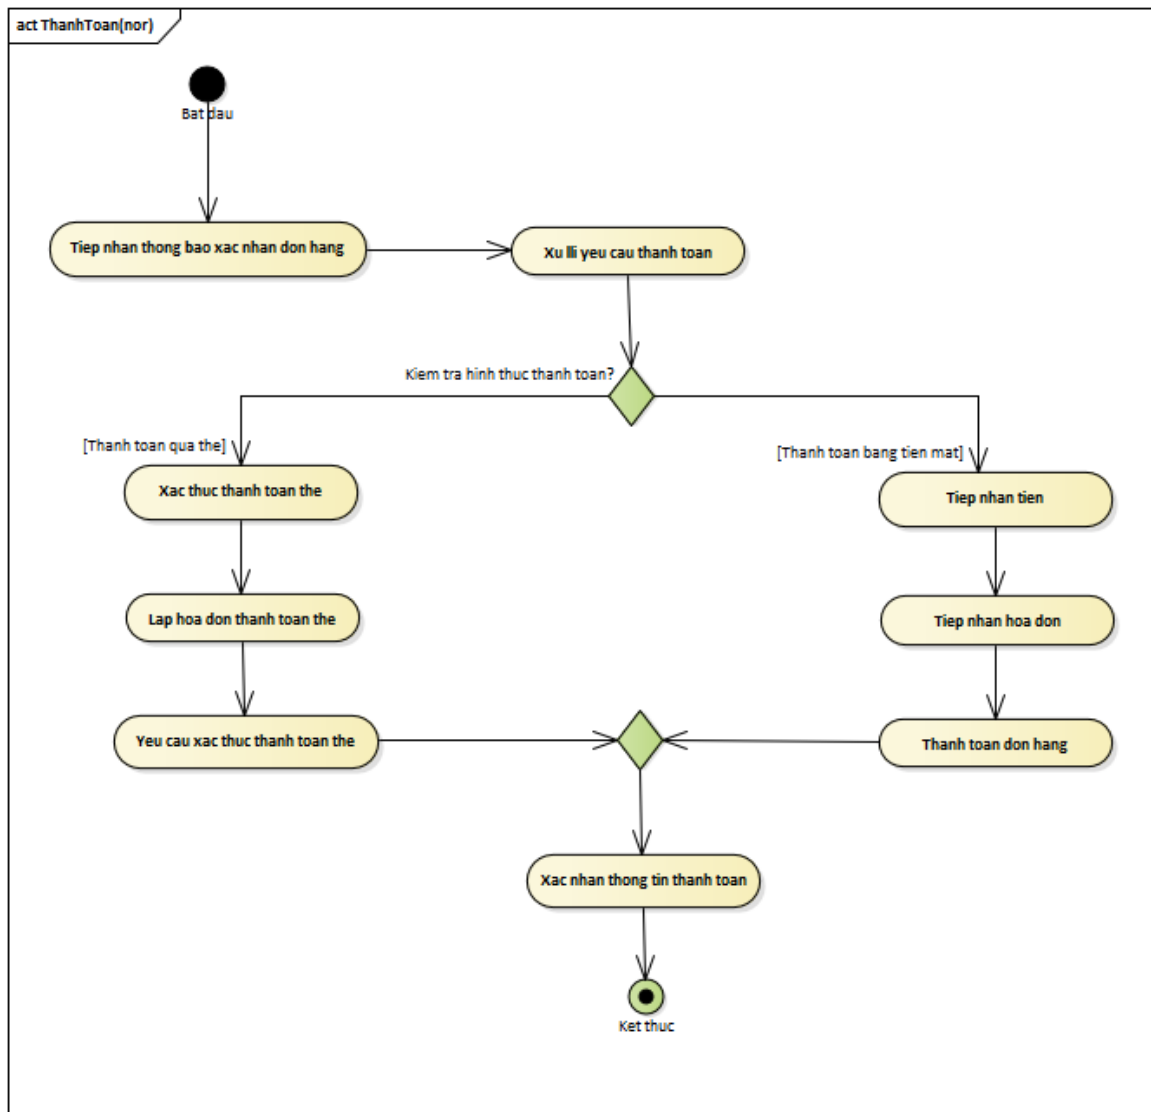 act ThanhToan(nor)
Bat dau
Tiep nhan thong bao xac nhan don hang
Xu lli yeu cau thanh toan
Kiem tra hinh thuc thanh toan?
[Thanh toan qua the]
[Thanh toan bang tien mat]
Xac thuc thanh toan the
Tiep nhan tien
Lap hoa don thanh toan the
Tiep nhan hoa don
Yeu cau xac thuc thanh toan the
Thanh toan don hang
Xac nhan thong tin thanh toan
Ket thuc